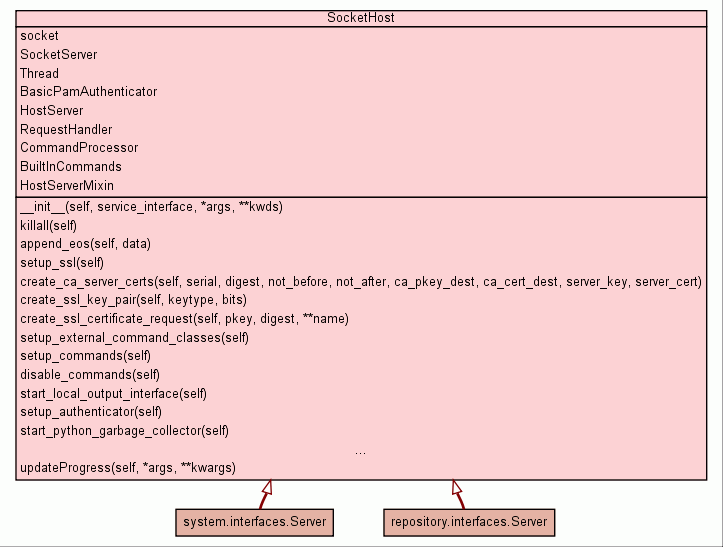 SocketHost
socket
SocketServer
Thread
BasicPamAuthenticator
HostServer
RequestHandler
CommandProcessor
BuiltInCommands
HostServerMixin
__init__(self, service_interface, *args, **kwds)
killall(self)
append_eos(self, data)
setup_ssl(self)
create_ca_server_certs(self, serial, digest, not_before, not_after, ca_pkey_dest, ca_cert_dest, server_key, server_cert)
create_ssl_key_pair(self, keytype, bits)
create_ssl_certificate_request(self, pkey, digest, **name)
setup_external_command_classes(self)
setup_commands(self)
disable_commands(self)
start_local_output_interface(self)
setup_authenticator(self)
start_python_garbage_collector(self)
...
updateProgress(self, *args, **kwargs)
system.interfaces.Server
repository.interfaces.Server